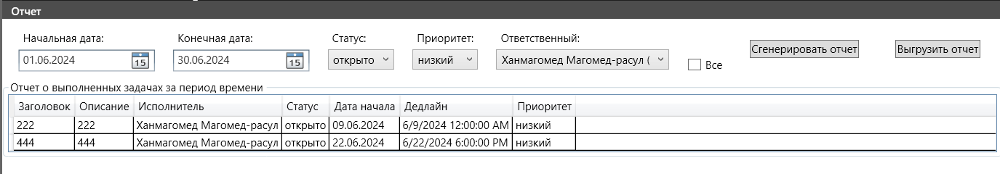 Отчет
Начальная дата: Конечная дата: Статус: Приоритет: Ответственный:
01.06.2024 15 30.06.2024 15 открыто низкий Ханмагомед Магомед-расул ( Все Сгенерировать отчет Выгрузить отчет
Отчет о выполненных задачах за период времени
Заголовок Описание Исполнитель Статус Дата начала Дедлайн Приоритет
222 222 Ханмагомед Магомед-расул открыто 09.06.2024 6/9/2024 12:00:00 AM низкий
444 444 Ханмагомед Магомед-расул открыто 22.06.2024 6/22/2024 6:00:00 PM низкий